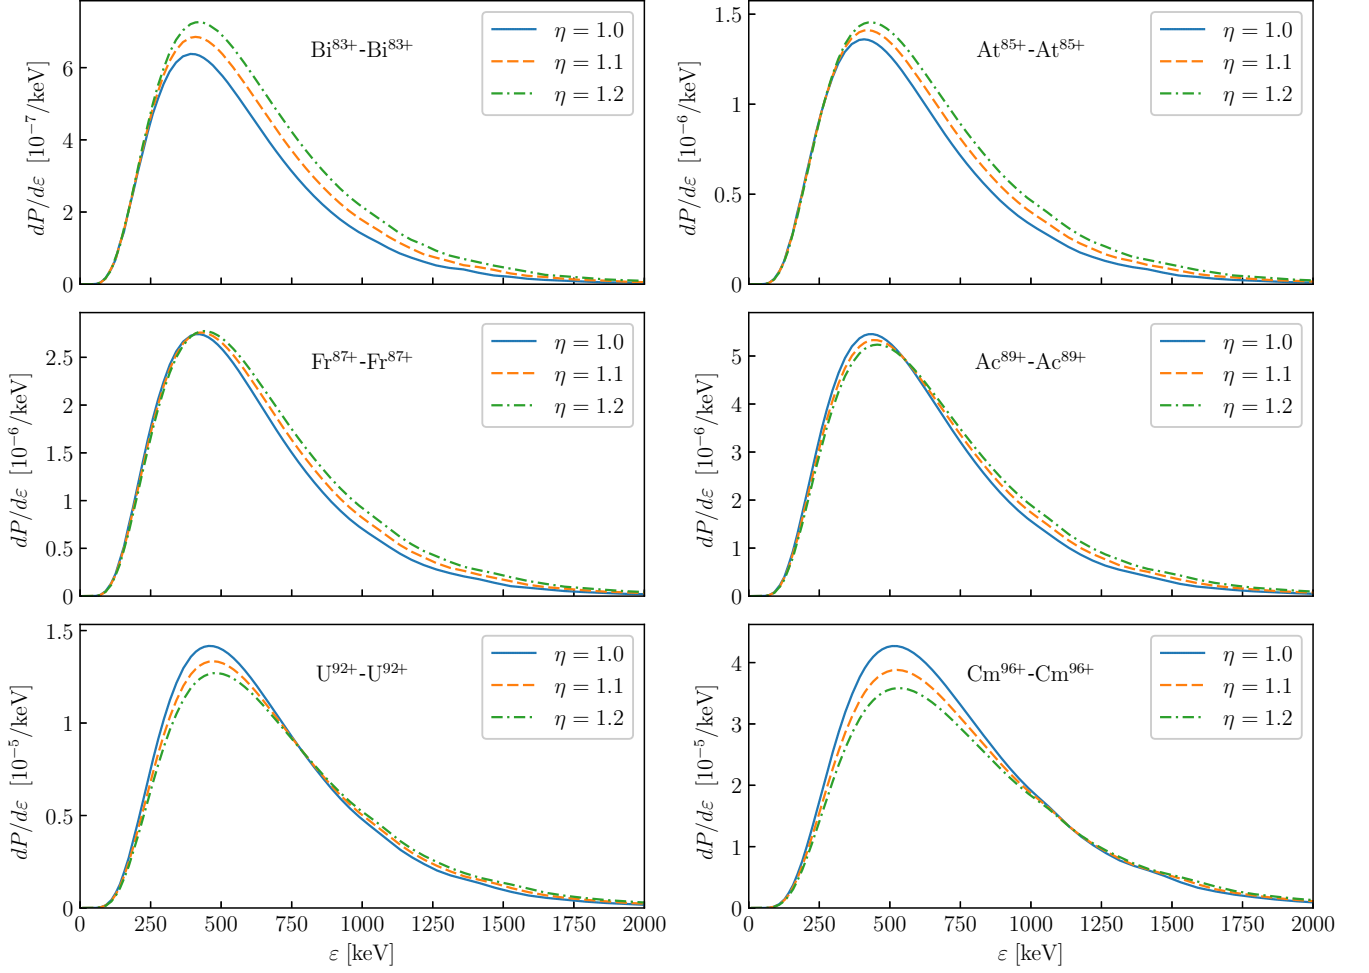 dP/dε [10⁻⁷/keV]
6
4
2
0
Bi⁸³⁺-Bi⁸³⁺
η = 1.0
η = 1.1
η = 1.2
dP/dε [10⁻⁶/keV]
1.5
1
0.5
0
At⁸⁵⁺-At⁸⁵⁺
η = 1.0
η = 1.1
η = 1.2
dP/dε [10⁻⁶/keV]
2.5
2
1.5
1
0.5
0
Fr⁸⁷⁺-Fr⁸⁷⁺
η = 1.0
η = 1.1
η = 1.2
dP/dε [10⁻⁶/keV]
5
4
3
2
1
0
Ac⁸⁹⁺-Ac⁸⁹⁺
η = 1.0
η = 1.1
η = 1.2
dP/dε [10⁻⁵/keV]
1.5
1
0.5
0
U⁹²⁺-U⁹²⁺
η = 1.0
η = 1.1
η = 1.2
0 250 500 750 1000 1250 1500 1750 2000
ε [keV]
dP/dε [10⁻⁵/keV]
4
3
2
1
0
Cm⁹⁶⁺-Cm⁹⁶⁺
η = 1.0
η = 1.1
η = 1.2
0 250 500 750 1000 1250 1500 1750 2000
ε [keV]